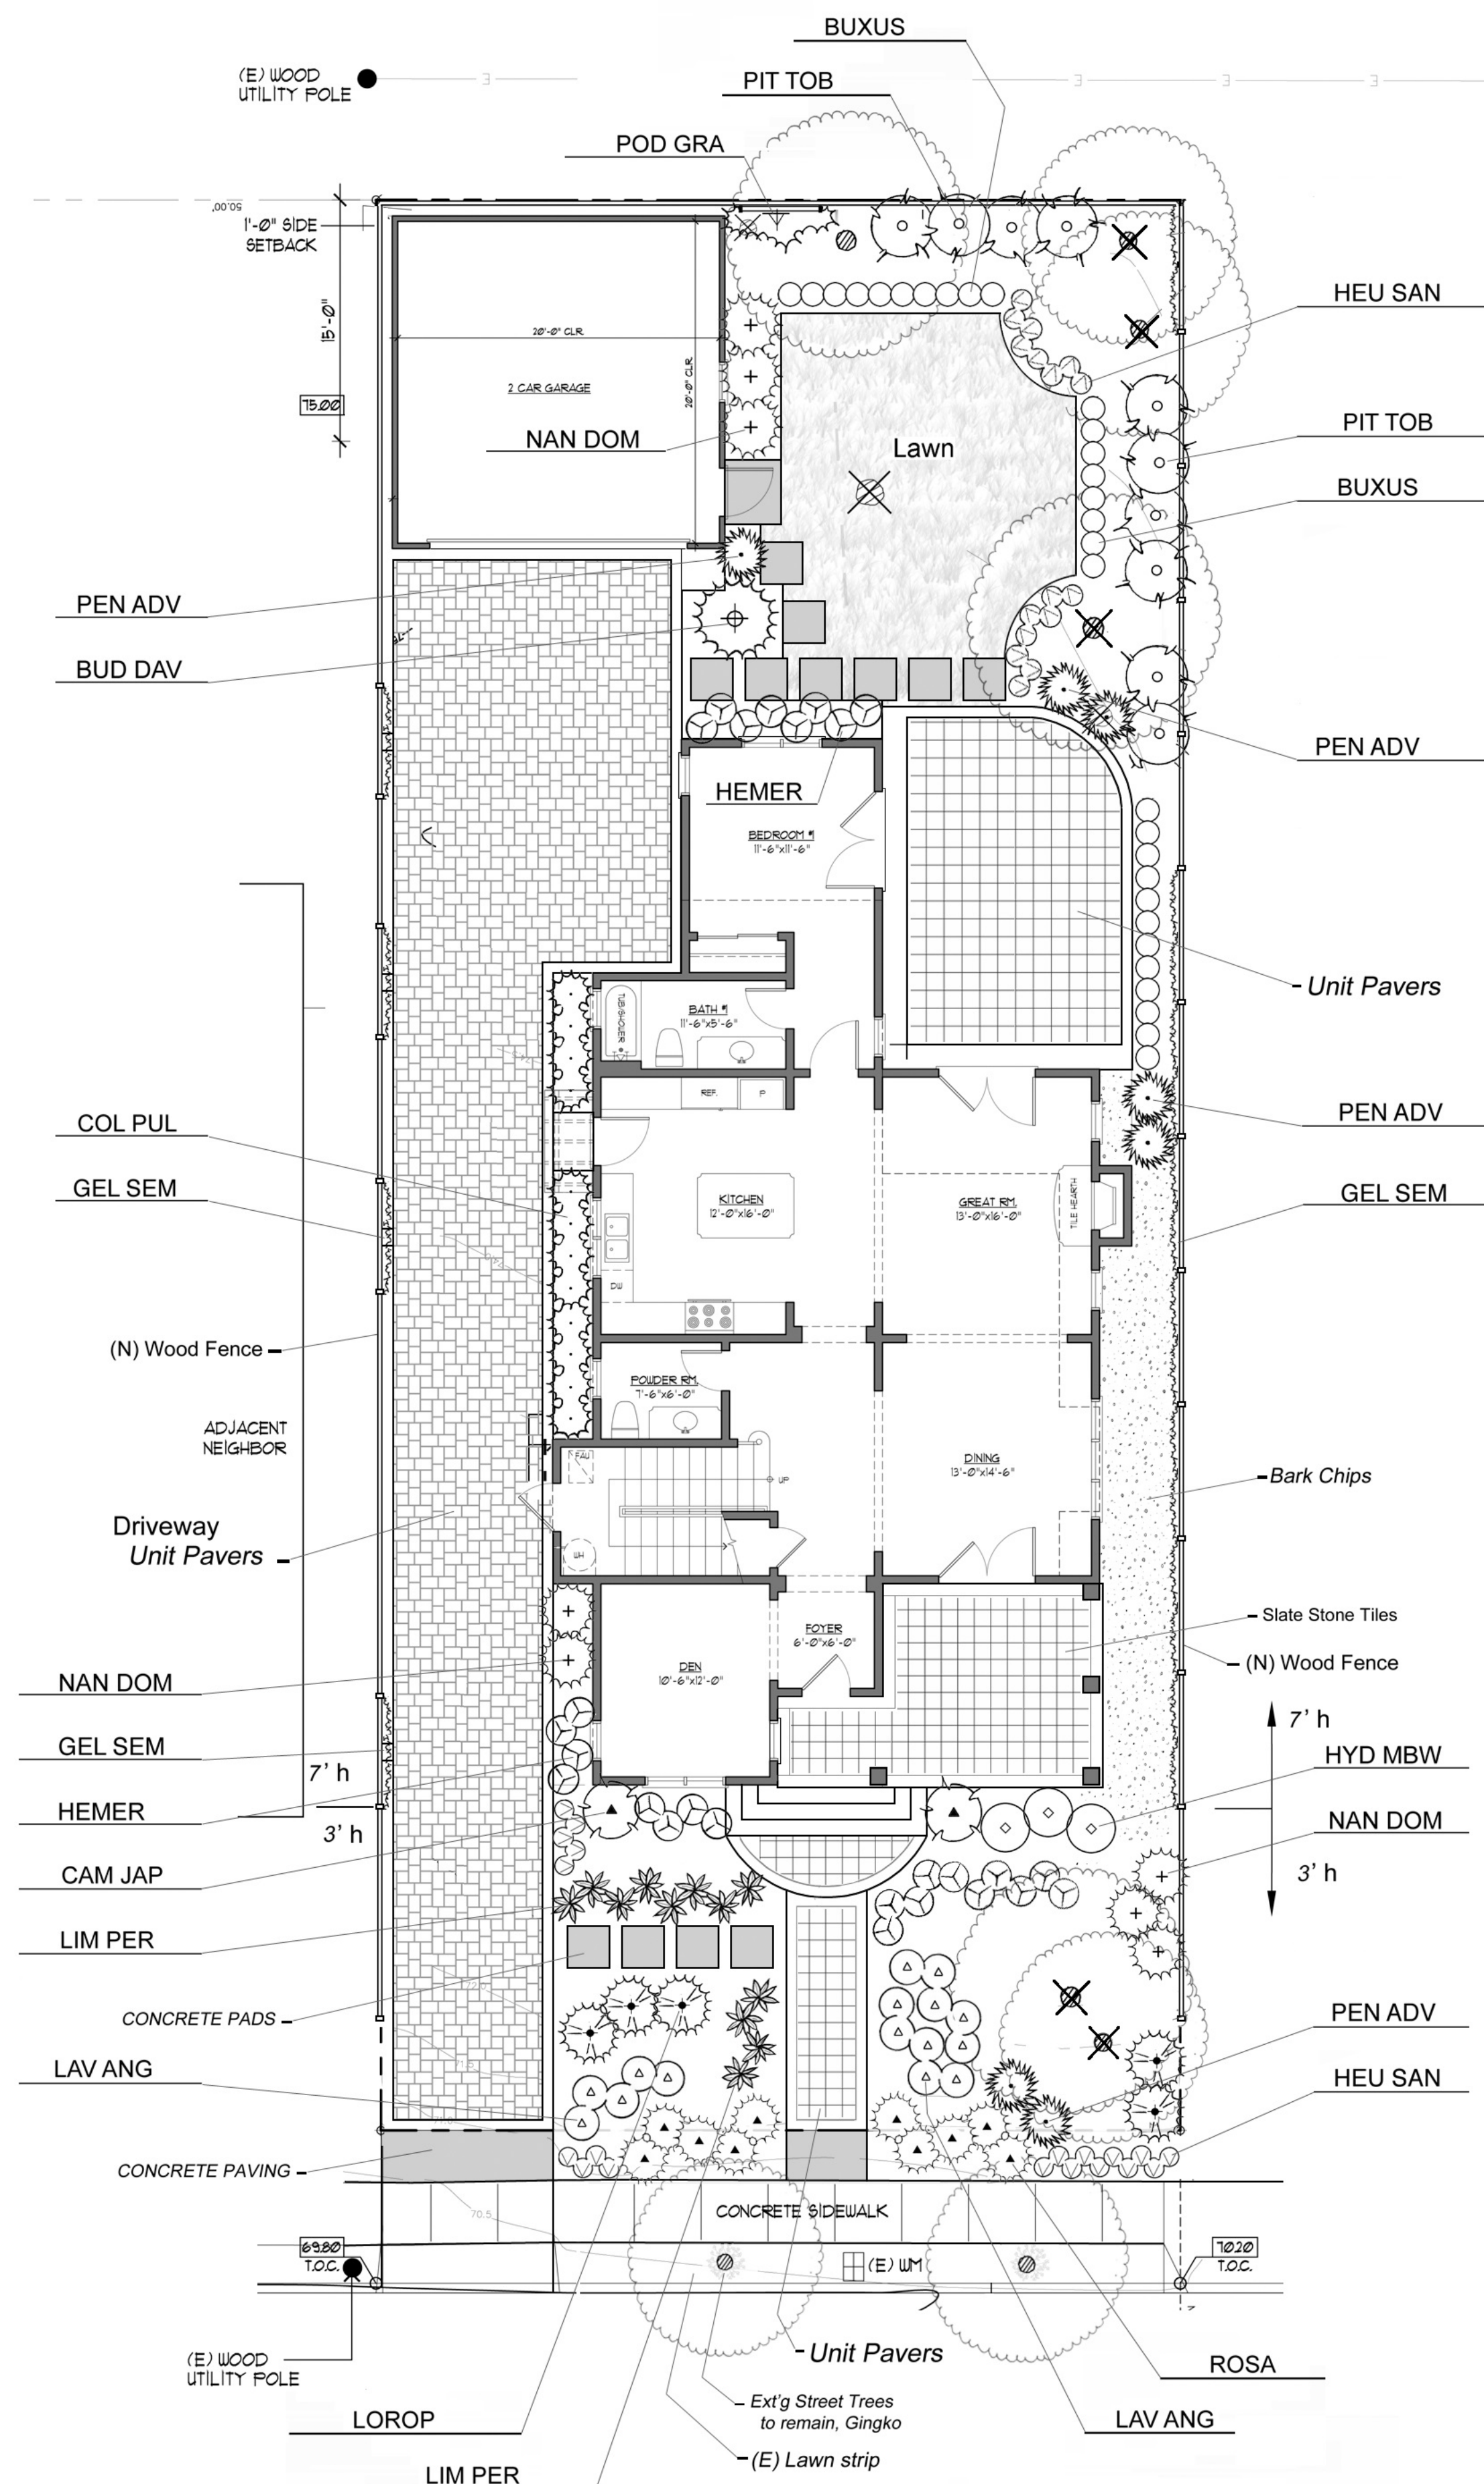 BUXUS
(E) WOOD
UTILITY POLE
E
E
E
E
PIT TOB
POD GRA
50.00'
1'-0" SIDE
SETBACK
15'-0"
75.00
20'-0" CLR.
20'-0" CLR.
2 CAR GARAGE
NAN DOM
Lawn
HEU SAN
PIT TOB
BUXUS
PEN ADV
BUD DAV
PEN ADV
HEMER
BEDROOM #1
11'-6"x11'-6"
Unit Pavers
TUB/SHOWER
BATH #1
11'-6"x5'-6"
REF.
P
COL PUL
GEL SEM
PEN ADV
GEL SEM
KITCHEN
12'-0"x16'-0"
GREAT RM.
13'-0"x16'-0"
TILE HEARTH
DW
(N) Wood Fence
POWDER RM.
7'-6"x6'-0"
ADJACENT
NEIGHBOR
FAU
UP
DINING
13'-0"x14'-6"
Bark Chips
Driveway
Unit Pavers
WH
Slate Stone Tiles
FOYER
6'-0"x6'-0"
(N) Wood Fence
DEN
10'-6"x12'-0"
NAN DOM
GEL SEM
7' h
7' h
HYD MBW
HEMER
3' h
NAN DOM
3' h
CAM JAP
LIM PER
CONCRETE PADS
PEN ADV
LAV ANG
HEU SAN
CONCRETE PAVING
CONCRETE SIDEWALK
70.5
69.80
T.O.C.
(E) WM
70.20
T.O.C.
(E) WOOD
UTILITY POLE
Unit Pavers
ROSA
Ext'g Street Trees
to remain, Gingko
LOROP
LAV ANG
(E) Lawn strip
LIM PER